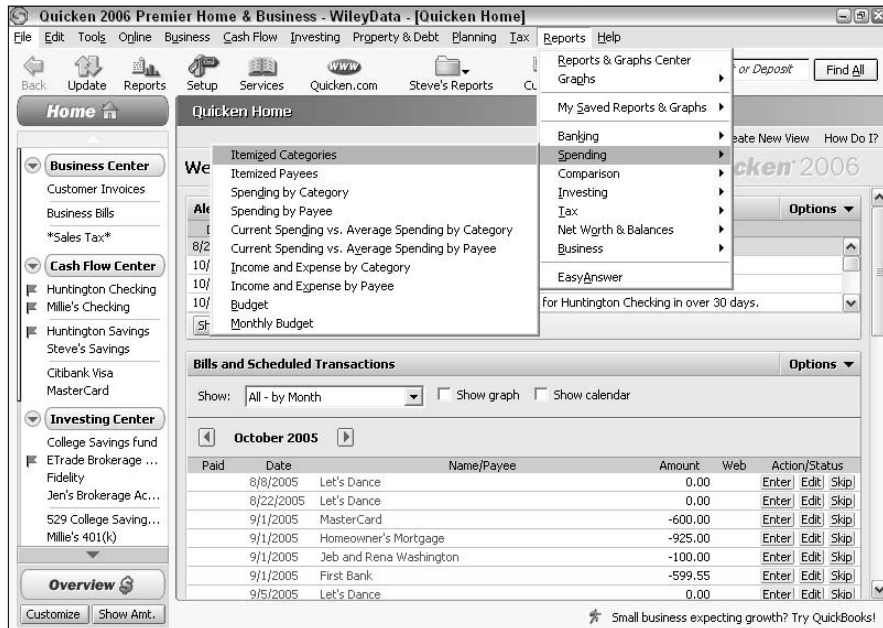 Quicken 2006 Premier Home & Business - WileyData - [Quicken Home]
File Edit Tools Online Business Cash Flow Investing Property & Debt Planning Tax Reports Help
Back Update Reports Setup Services Quicken.com Steve's Reports or Deposit Find All
www
Home
Quicken Home
Reports & Graphs Center
Graphs
My Saved Reports & Graphs
Banking
Spending
Comparison
Investing
Tax
Net Worth & Balances
Business
EasyAnswer
Create New View How Do I?
2006
Itemized Categories
Itemized Payees
Spending by Category
Spending by Payee
Current Spending vs. Average Spending by Category
Current Spending vs. Average Spending by Payee
Income and Expense by Category
Income and Expense by Payee
Budget
Monthly Budget
Options
8/2
10/
10/
10/
for Huntington Checking in over 30 days.
Business Center
Customer Invoices
Business Bills
*Sales Tax*
Cash Flow Center
Huntington Checking
Millie's Checking
Huntington Savings
Steve's Savings
Citibank Visa
MasterCard
Investing Center
College Savings fund
ETrade Brokerage ...
Fidelity
Jen's Brokerage Ac...
529 College Saving...
Millie's 401(k)
Overview
Customize Show Amt.
Bills and Scheduled Transactions Options
Show: All - by Month Show graph Show calendar
October 2005
Paid Date Name/Payee Amount Web Action/Status
8/8/2005 Let's Dance 0.00 Enter Edit Skip
8/22/2005 Let's Dance 0.00 Enter Edit Skip
9/1/2005 MasterCard -600.00 Enter Edit Skip
9/1/2005 Homeowner's Mortgage -925.00 Enter Edit Skip
9/1/2005 Jeb and Rena Washington -100.00 Enter Edit Skip
9/1/2005 First Bank -599.55 Enter Edit Skip
9/5/2005 Let's Dance 0.00 Enter Edit Skip
Small business expecting growth? Try QuickBooks!